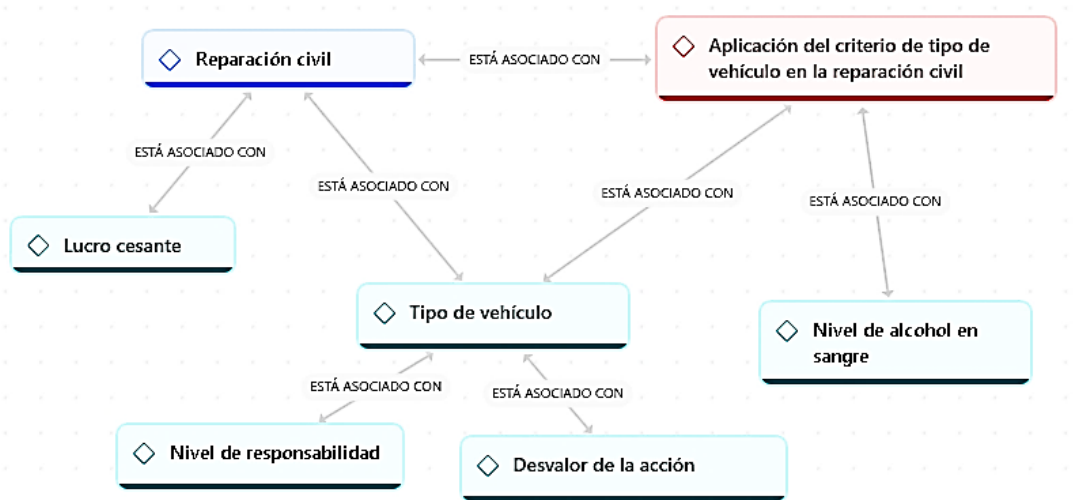 Reparación civil
ESTÁ ASOCIADO CON
Aplicación del criterio de tipo de
vehículo en la reparación civil
ESTÁ ASOCIADO CON
ESTÁ ASOCIADO CON
ESTÁ ASOCIADO CON
ESTÁ ASOCIADO CON
Lucro cesante
Tipo de vehículo
Nivel de alcohol en
sangre
ESTÁ ASOCIADO CON
ESTÁ ASOCIADO CON
Nivel de responsabilidad
Desvalor de la acción